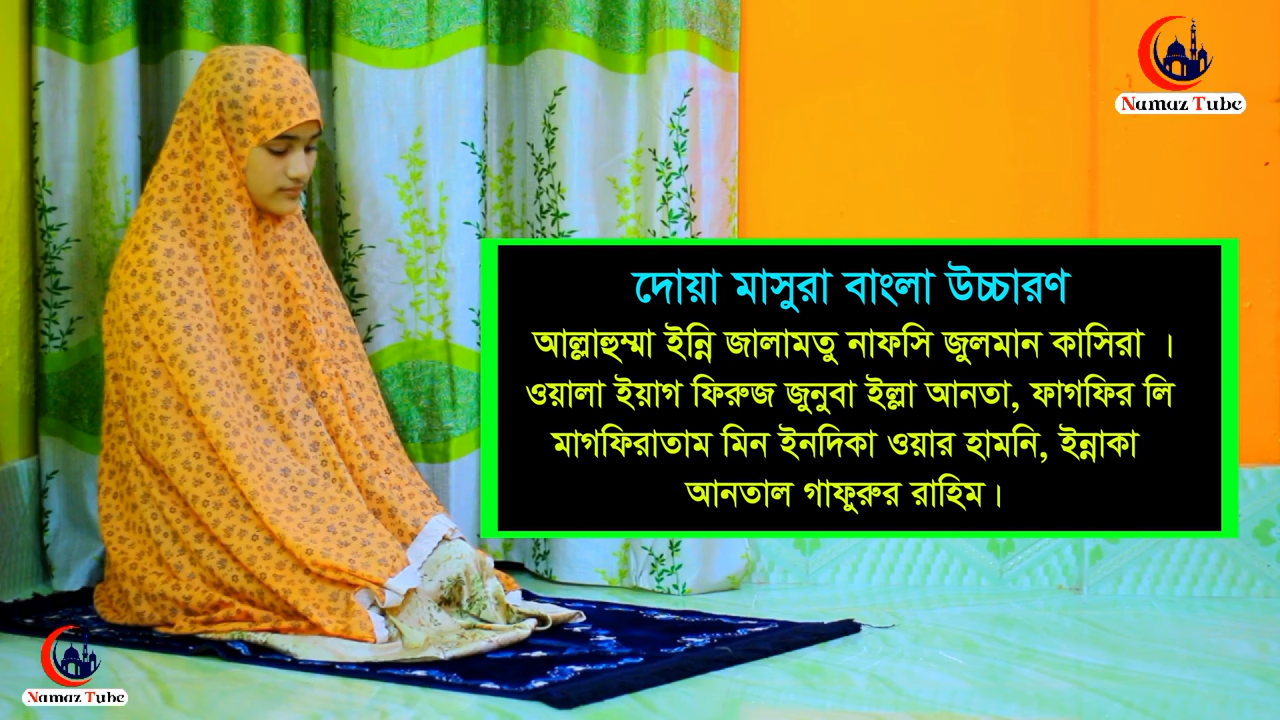 Namaz Tube
দোয়া মাসুরা বাংলা উচ্চারণ
আল্লাহুম্মা ইন্নি জালামতু নাফসি জুলমান কাসিরা ।
ওয়ালা ইয়াগ ফিরুজ জুনুবা ইল্লা আনতা, ফাগফির লি
মাগফিরাতাম মিন ইনদিকা ওয়ার হামনি, ইন্নাকা
আনতাল গাফুরুর রাহিম।
Namaz Tube